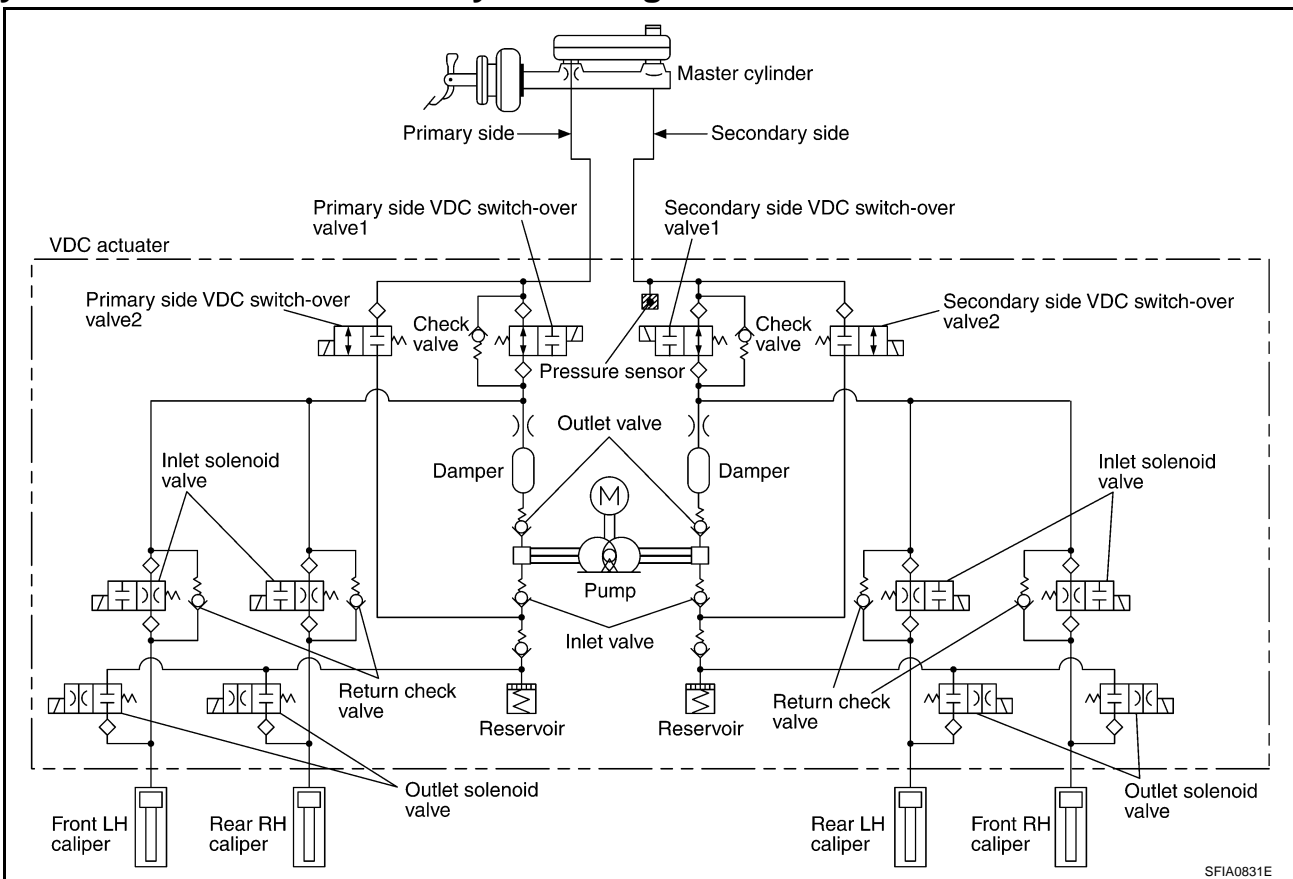 Master cylinder
Primary side
Secondary side
Primary side VDC switch-over
valve1
Secondary side VDC switch-over
valve1
VDC actuater
Primary side VDC switch-over
valve2
Check
valve
Check
valve
Secondary side VDC switch-over
valve2
Pressure sensor
Outlet valve
Inlet solenoid
valve
Damper
M
Damper
Inlet solenoid
valve
Pump
Inlet valve
Return check
valve
Reservoir
Reservoir
Return check
valve
Outlet solenoid
valve
Outlet solenoid
valve
Front LH
caliper
Rear RH
caliper
Rear LH
caliper
Front RH
caliper
SFIA0831E